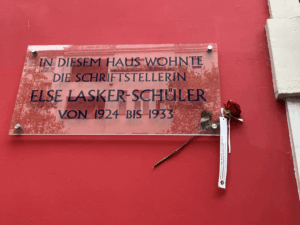 IN DIESEM HAUS WOHNTE
DIE SCHRIFTSTELLERIN
ELSE LASKER-SCHÜLER
VON 1924 BIS 1933